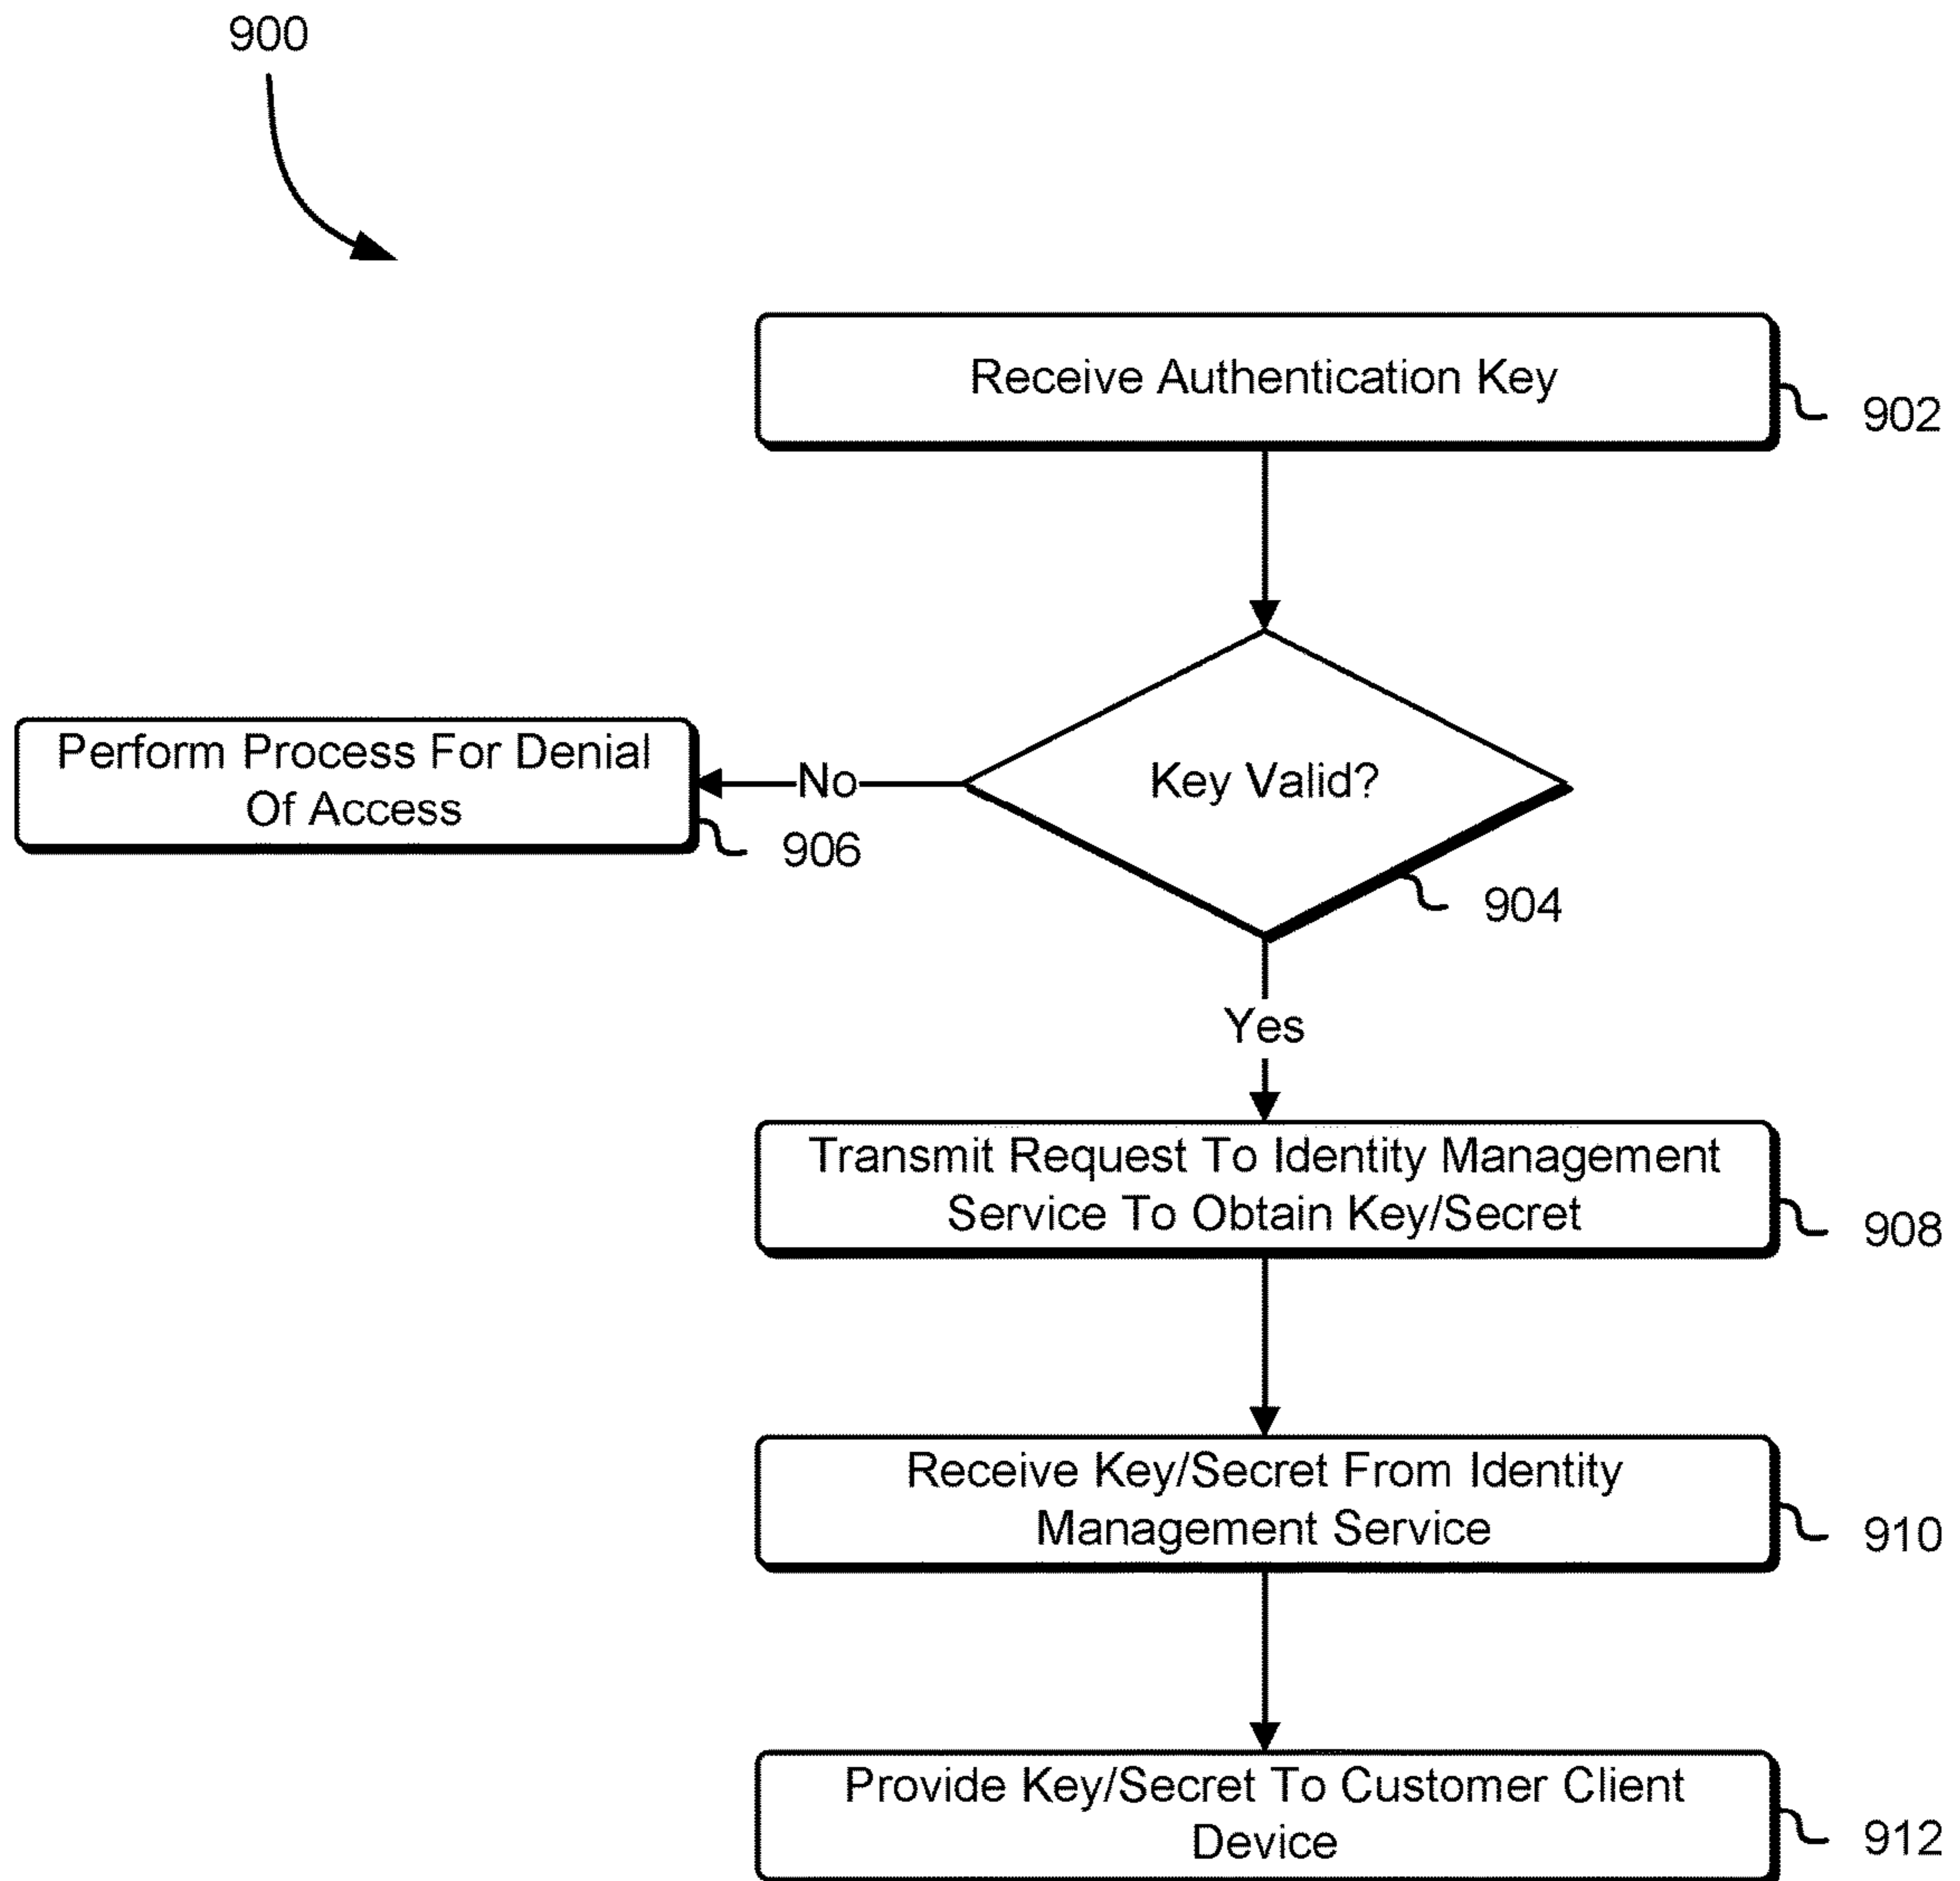 900
Receive Authentication Key
902
Key Valid?
904
No
Perform Process For Denial
Of Access
906
Yes
Transmit Request To Identity Management
Service To Obtain Key/Secret
908
Receive Key/Secret From Identity
Management Service
910
Provide Key/Secret To Customer Client
Device
912